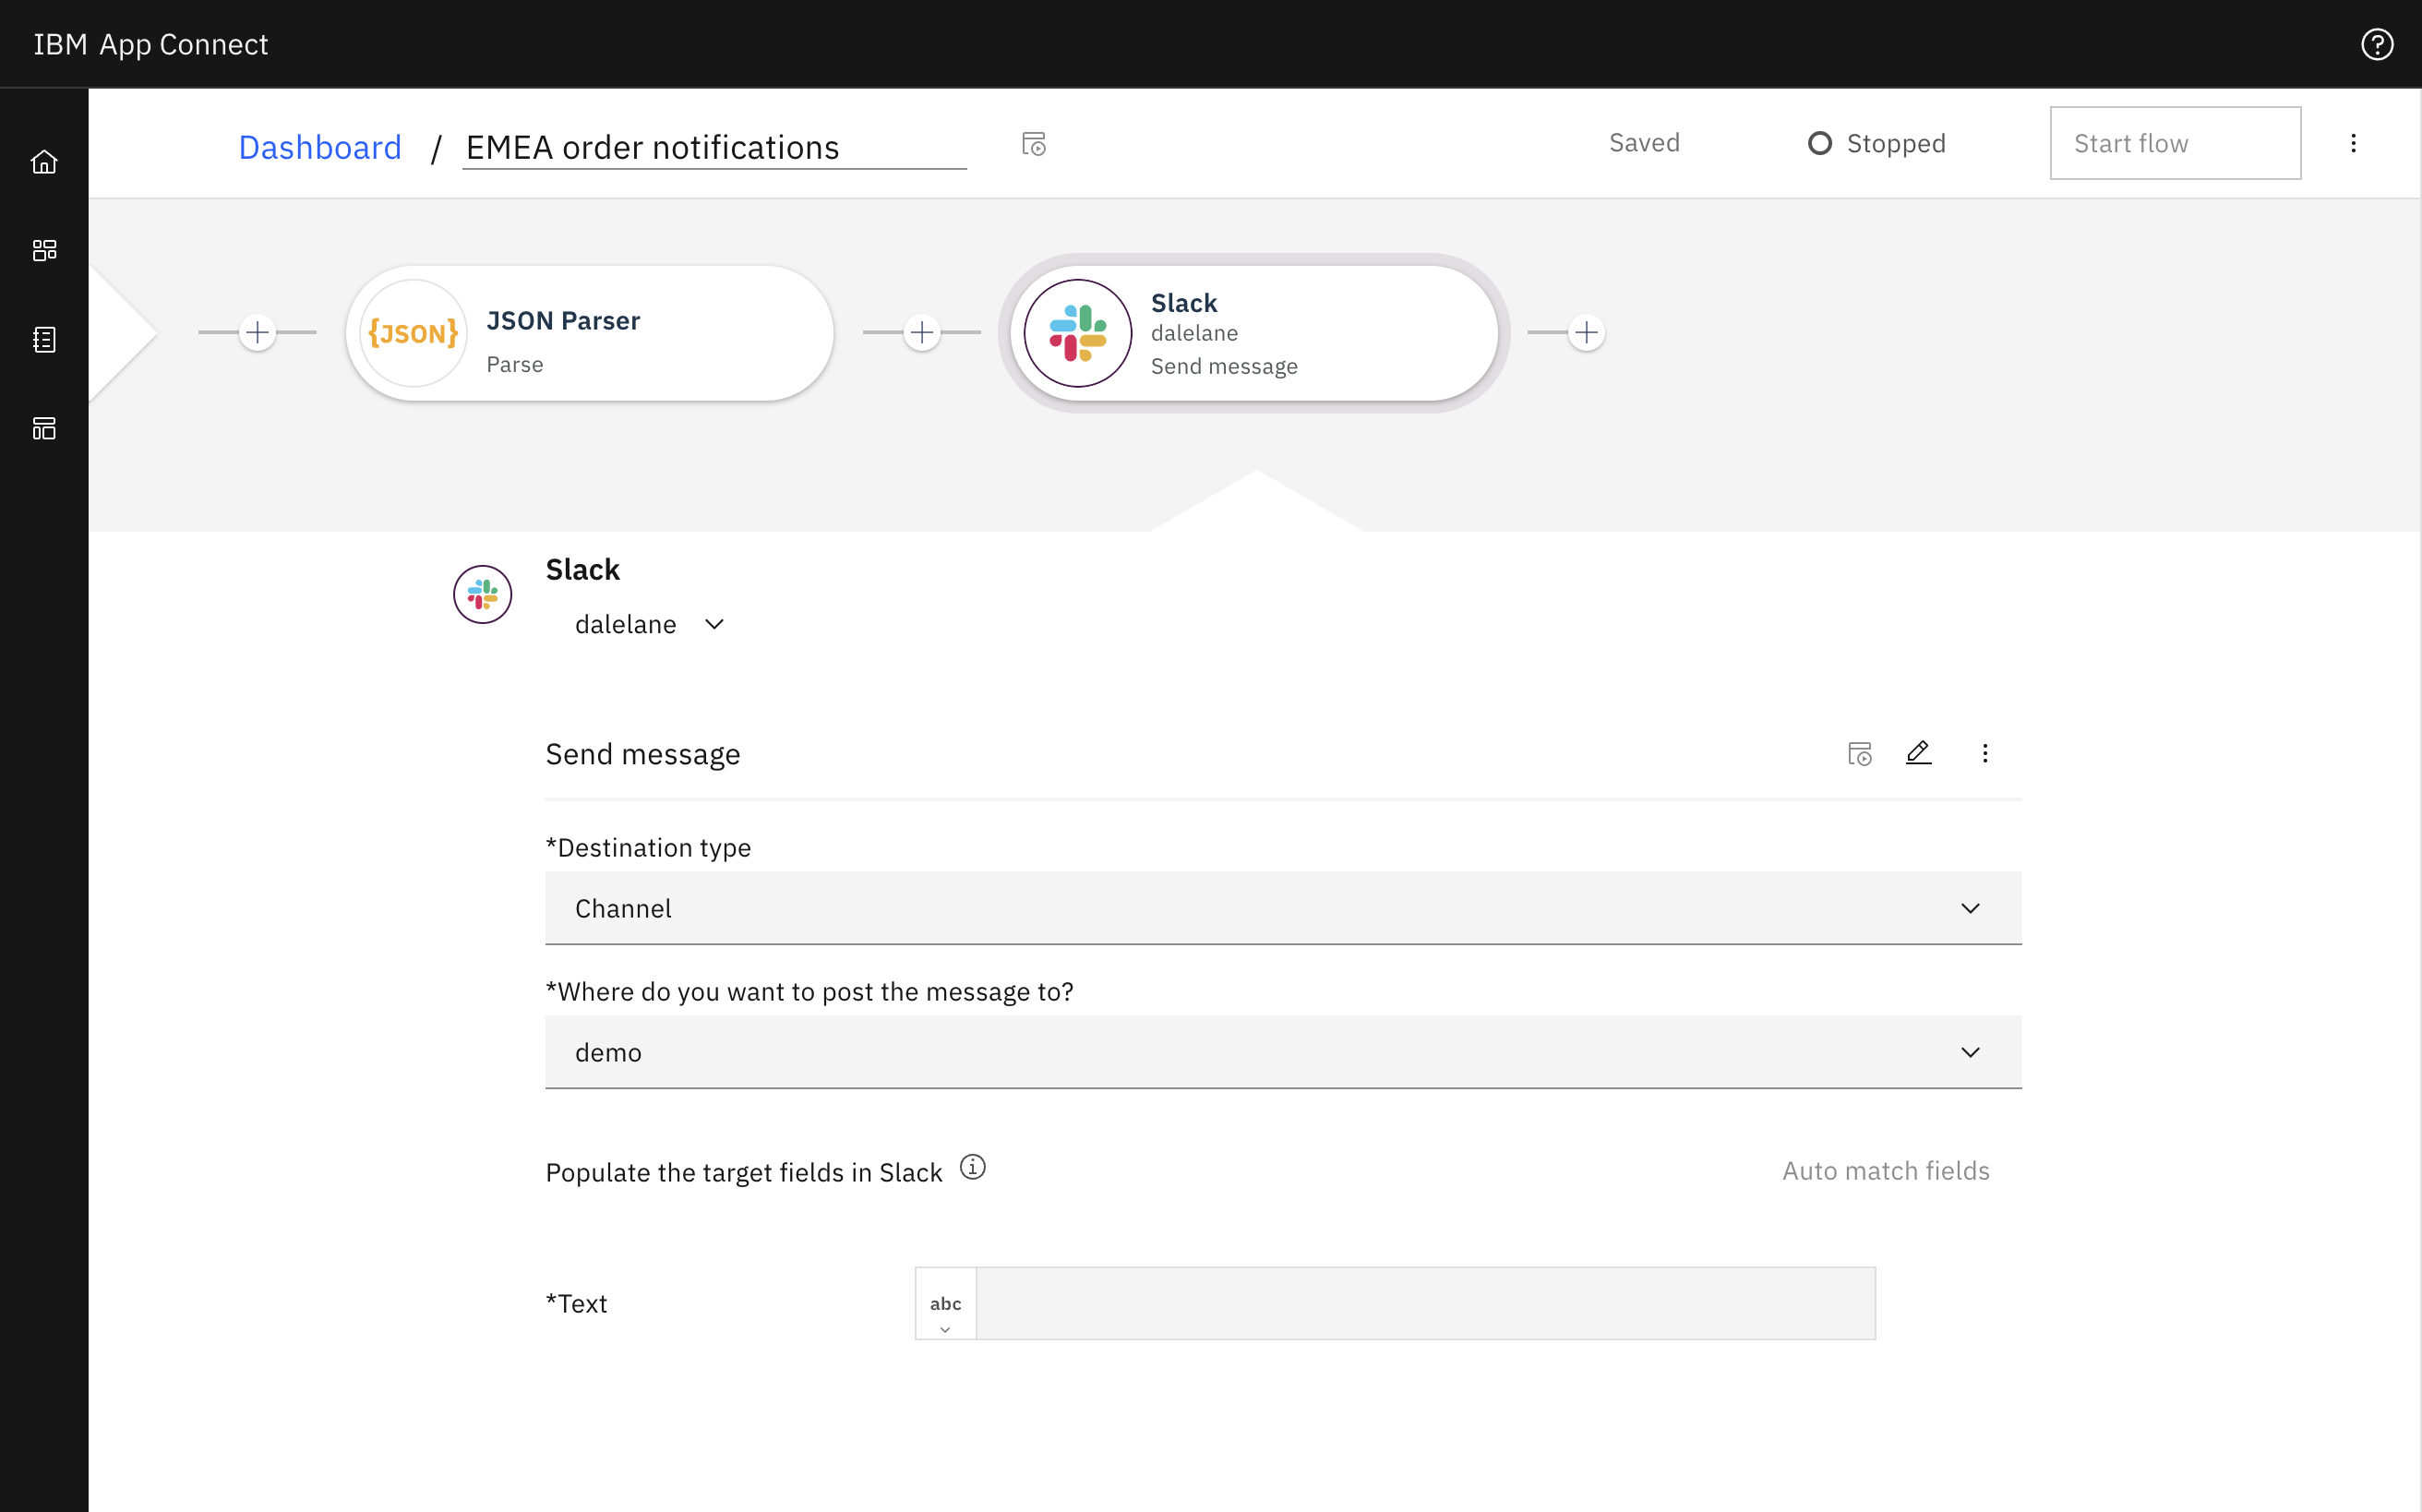 IBM App Connect
Dashboard / EMEA order notifications
Saved
Stopped
Start flow
{JSON}
JSON Parser
Parse
Slack
dalelane
Send message
Slack
dalelane
Send message
*Destination type
Channel
*Where do you want to post the message to?
demo
Populate the target fields in Slack
Auto match fields
*Text
abc